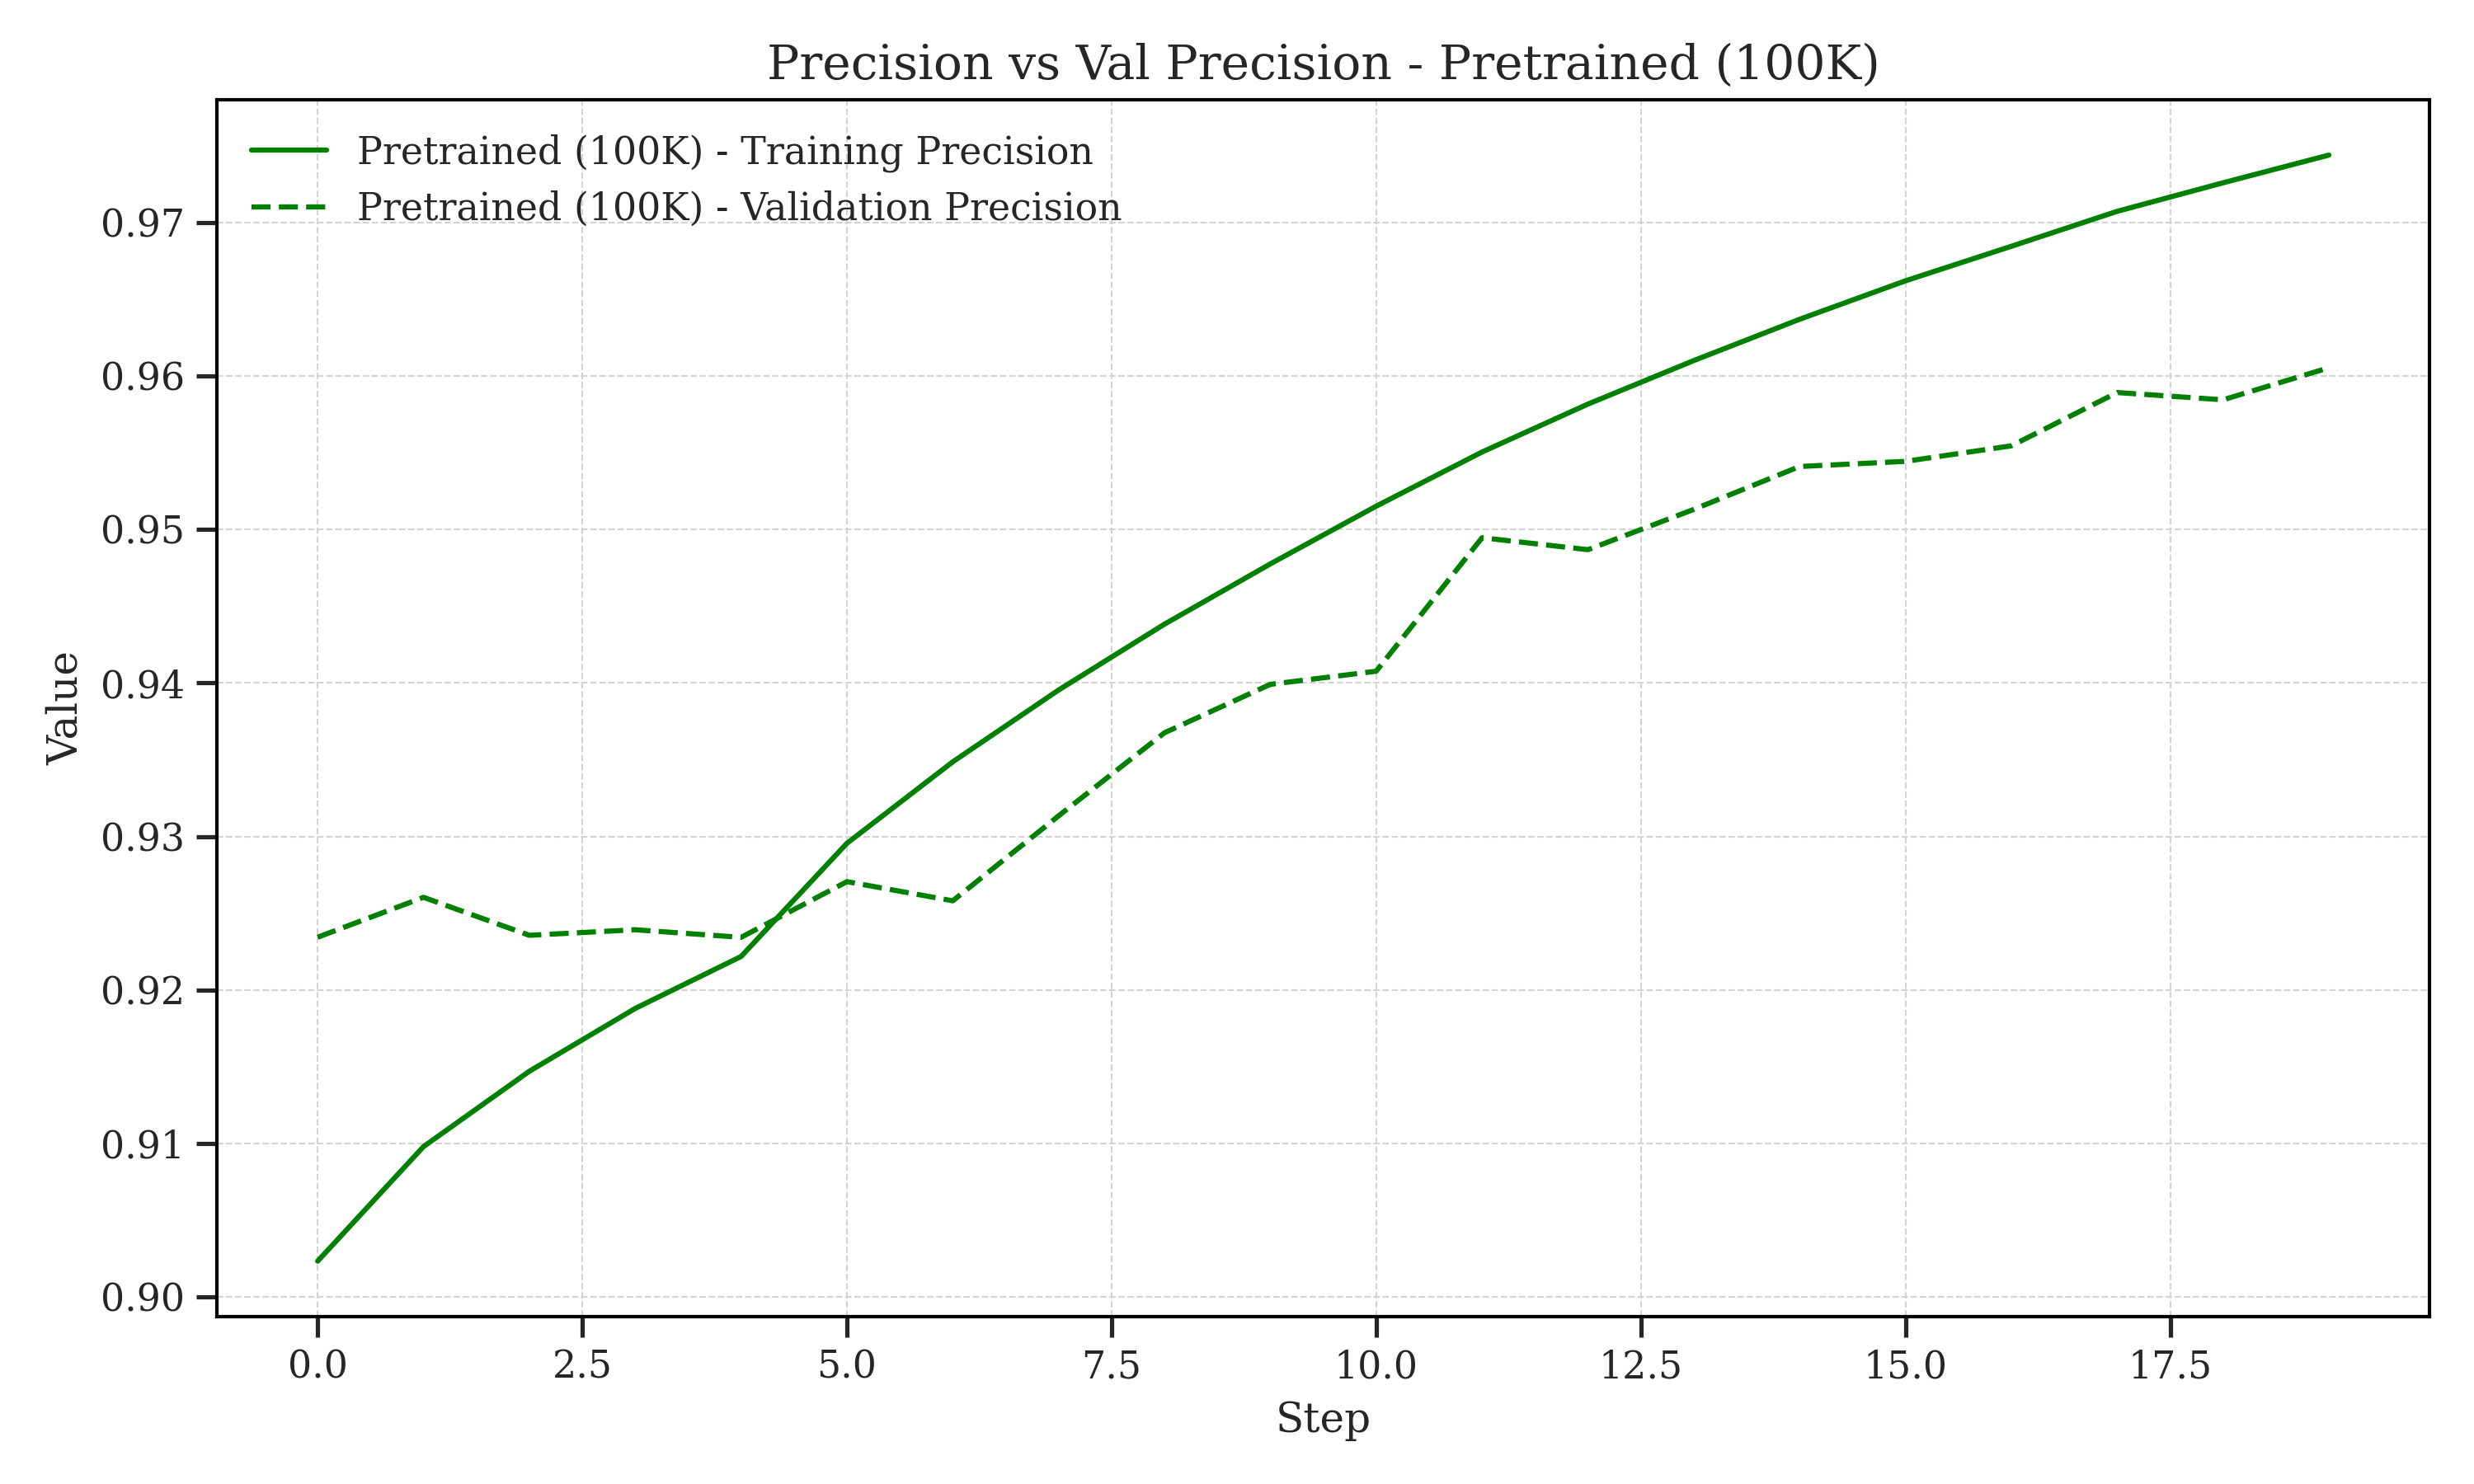 Precision vs Val Precision - Pretrained (100K)
Pretrained (100K) - Training Precision
Pretrained (100K) - Validation Precision
0.97
0.96
0.95
0.94
0.93
0.92
0.91
0.90
Value
0.0 2.5 5.0 7.5 10.0 12.5 15.0 17.5
Step